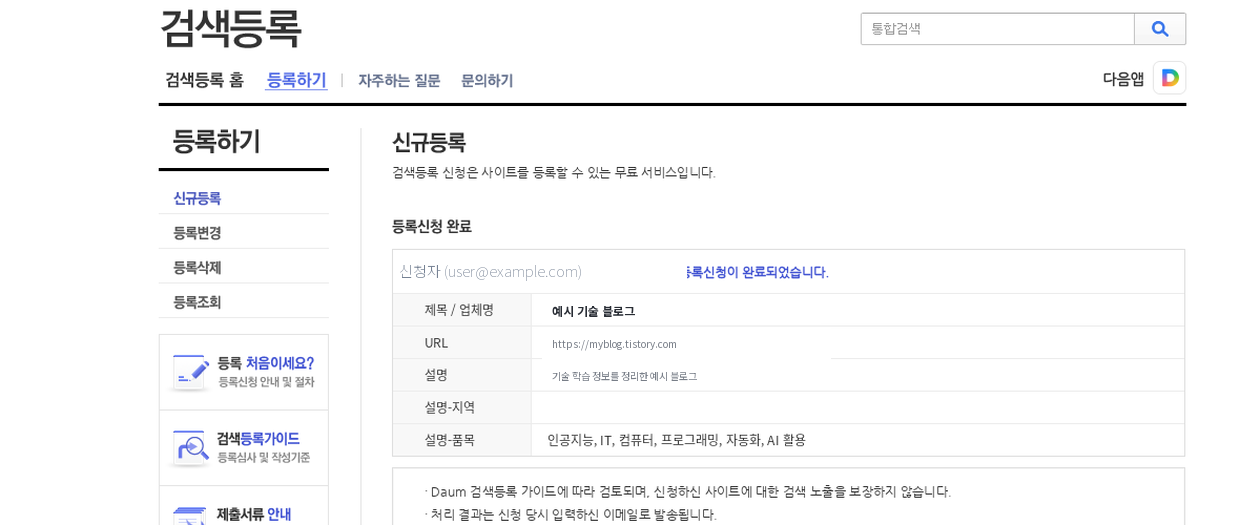 검색등록
통합검색
검색등록 홈 등록하기 | 자주하는 질문 문의하기
다음앱
등록하기
신규등록
등록변경
등록삭제
등록조회
등록 처음이세요?
등록신청 안내 및 절차
검색등록가이드
등록심사 및 작성기준
제출서류 안내
신규등록
검색등록 신청은 사이트를 등록할 수 있는 무료 서비스입니다.
등록신청 완료
신청자 (user@example.com) 등록신청이 완료되었습니다.
제목 / 업체명 예시 기술 블로그
URL https://myblog.tistory.com
설명 기술 학습 정보를 정리한 예시 블로그
설명-지역
설명-품목 인공지능, IT, 컴퓨터, 프로그래밍, 자동화, AI 활용
· Daum 검색등록 가이드에 따라 검토되며, 신청하신 사이트에 대한 검색 노출을 보장하지 않습니다.
· 처리 결과는 신청 당시 입력하신 이메일로 발송됩니다.